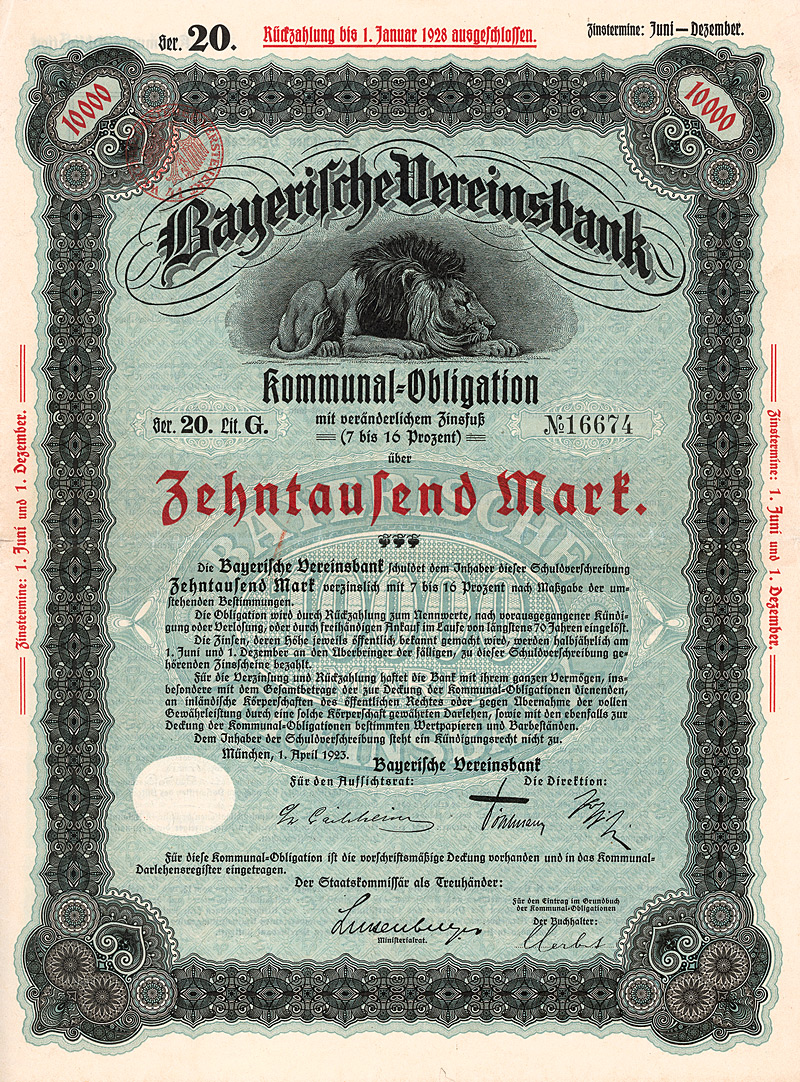 Ser. 20.
Rückzahlung bis 1. Januar 1928 ausgeschlossen.
Zinstermine: Juni — Dezember.
10000
10000
Bayerische Vereinsbank
Kommunal=Obligation
Ser. 20. Lit. G.
mit veränderlichem Zinsfuß
(7 bis 16 Prozent)
№ 16674
über
Zehntausend Mark.
Zinstermine: 1. Juni und 1. Dezember.
Zinstermine: 1. Juni und 1. Dezember.
BAYERISCHE
10000
Die Bayerische Vereinsbank schuldet dem Inhaber dieser Schuldverschreibung
Zehntausend Mark verzinslich mit 7 bis 16 Prozent nach Maßgabe der um-
stehenden Bestimmungen.
Die Obligation wird durch Rückzahlung zum Nennwerte, nach vorausgegangener Kündi-
gung oder Verlosung, oder durch freihändigen Ankauf im Laufe von längstens 70 Jahren eingelöst.
Die Zinsen, deren Höhe jeweils öffentlich bekannt gemacht wird, werden halbjährlich am
1. Juni und 1. Dezember an den Überbringer der fälligen, zu dieser Schuldverschreibung ge-
hörenden Zinscheine bezahlt.
Für die Verzinsung und Rückzahlung haftet die Bank mit ihrem ganzen Vermögen, ins-
besondere mit dem Gesamtbetrage der zur Deckung der Kommunal-Obligationen dienenden,
an inländische Körperschaften des öffentlichen Rechtes oder gegen Übernahme der vollen
Gewährleistung durch eine solche Körperschaft gewährten Darlehen, sowie mit den ebenfalls zur
Deckung der Kommunal-Obligationen bestimmten Wertpapieren und Barbeständen.
Dem Inhaber der Schuldverschreibung steht ein Kündigungsrecht nicht zu.
München, 1. April 1923.
Bayerische Vereinsbank
Für den Aufsichtsrat:
Die Direktion:
Pöhlmann
Für diese Kommunal-Obligation ist die vorschriftsmäßige Deckung vorhanden und in das Kommunal-
Darlehensregister eingetragen.
Der Staatskommissär als Treuhänder:
Luxenburger
Ministerialrat.
Für den Eintrag im Grundbuch
der Kommunal-Obligationen
Der Buchhalter: